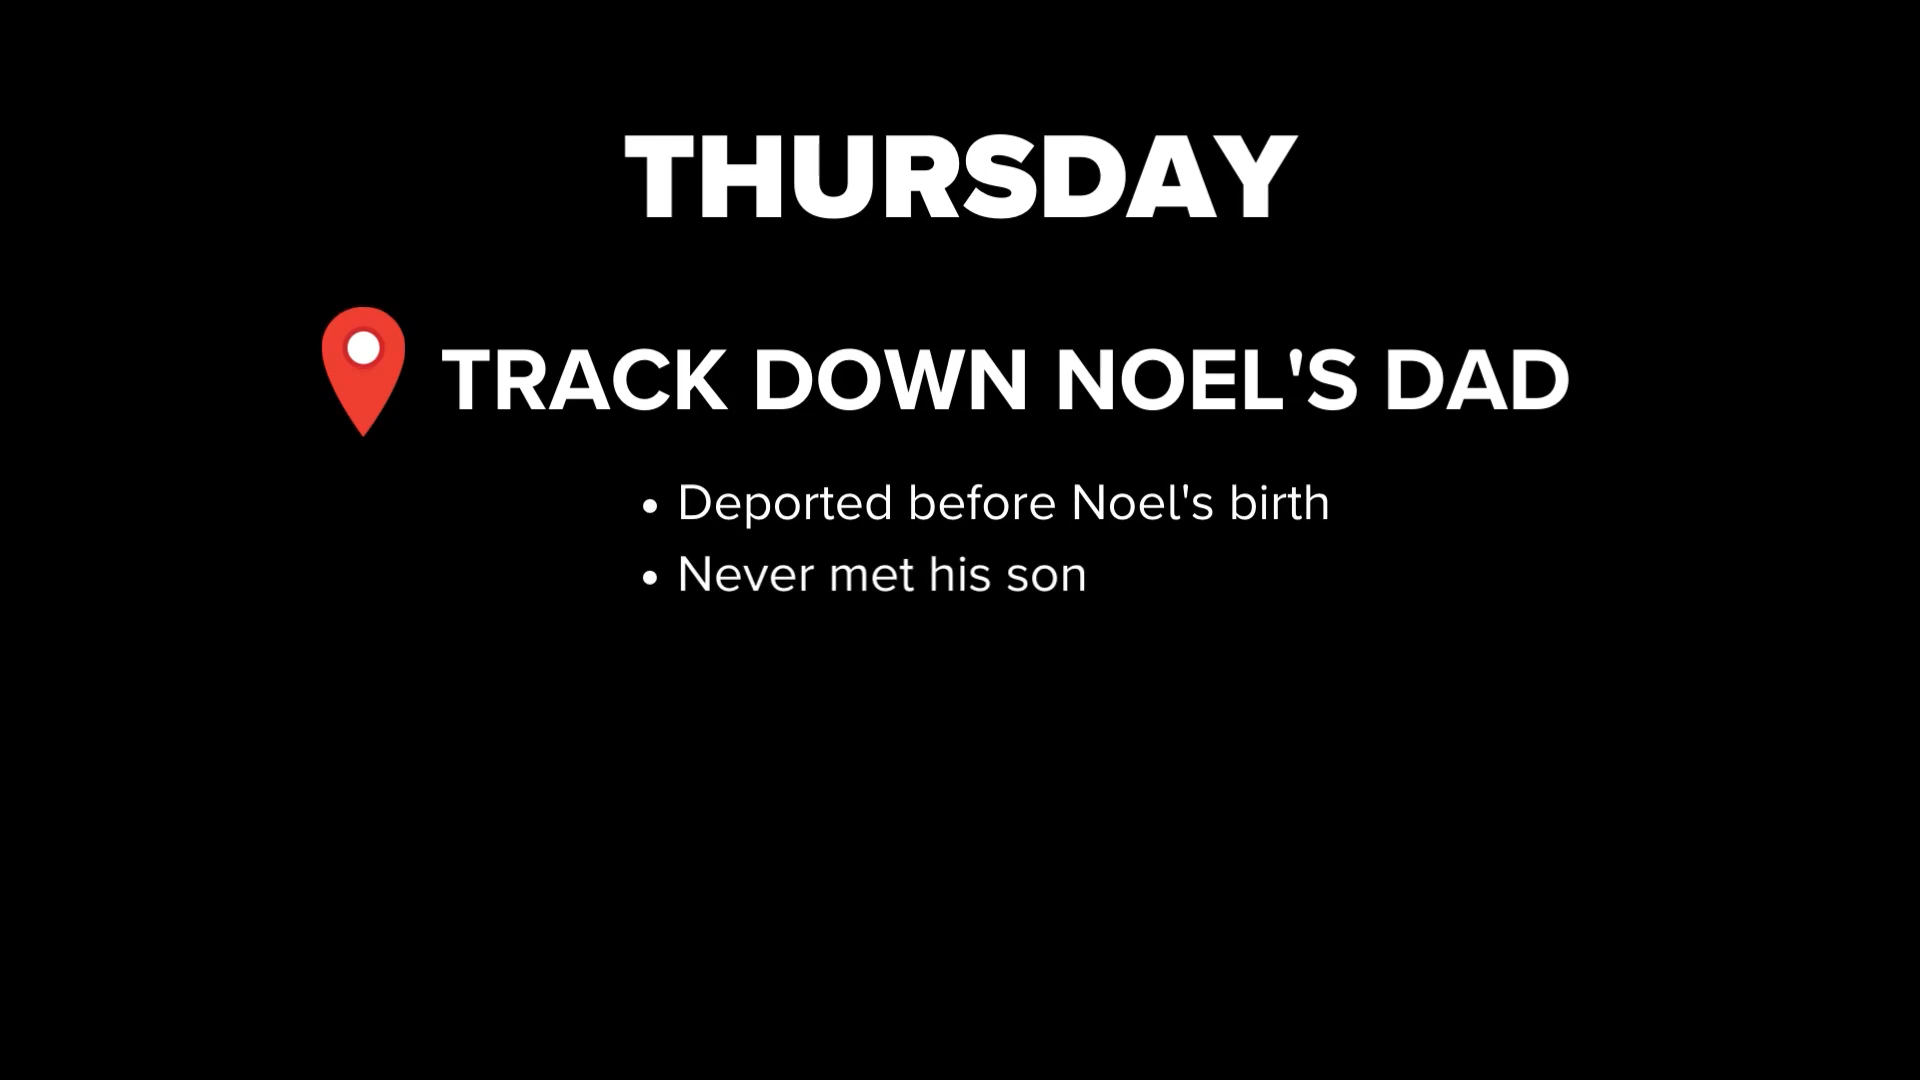 THURSDAY
TRACK DOWN NOEL'S DAD
• Deported before Noel's birth
• Never met his son